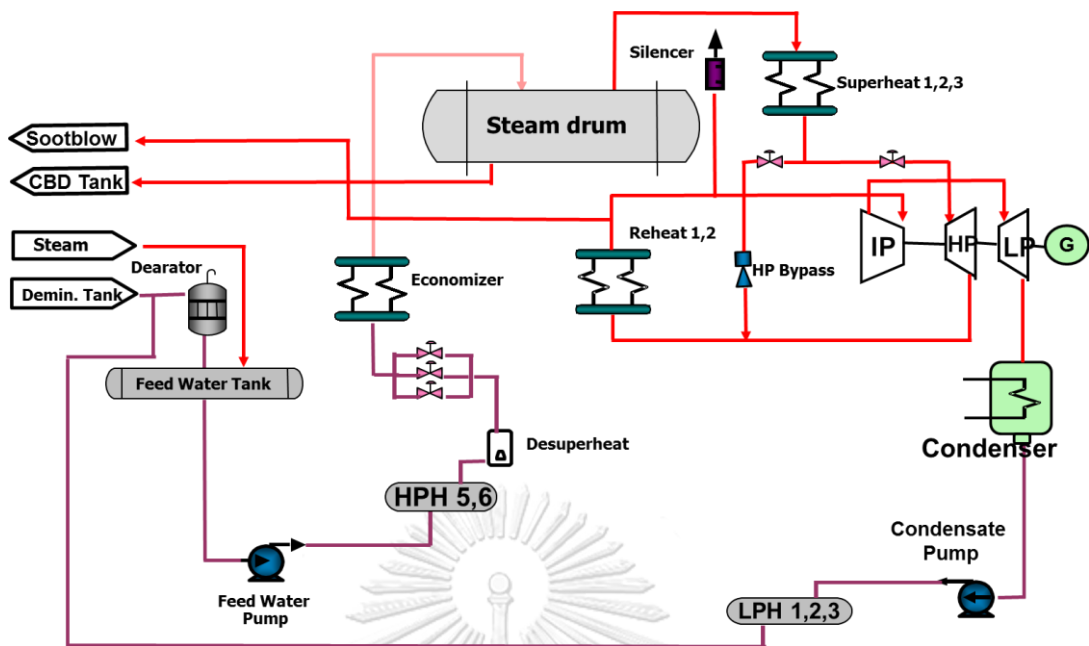 Silencer
Superheat 1,2,3
Steam drum
Sootblow
CBD Tank
Steam
Reheat 1,2
IP
HP
LP
G
Dearator
Economizer
HP Bypass
Demin. Tank
Feed Water Tank
Desuperheat
Condenser
HPH 5,6
Condensate
Pump
Feed Water
Pump
LPH 1,2,3